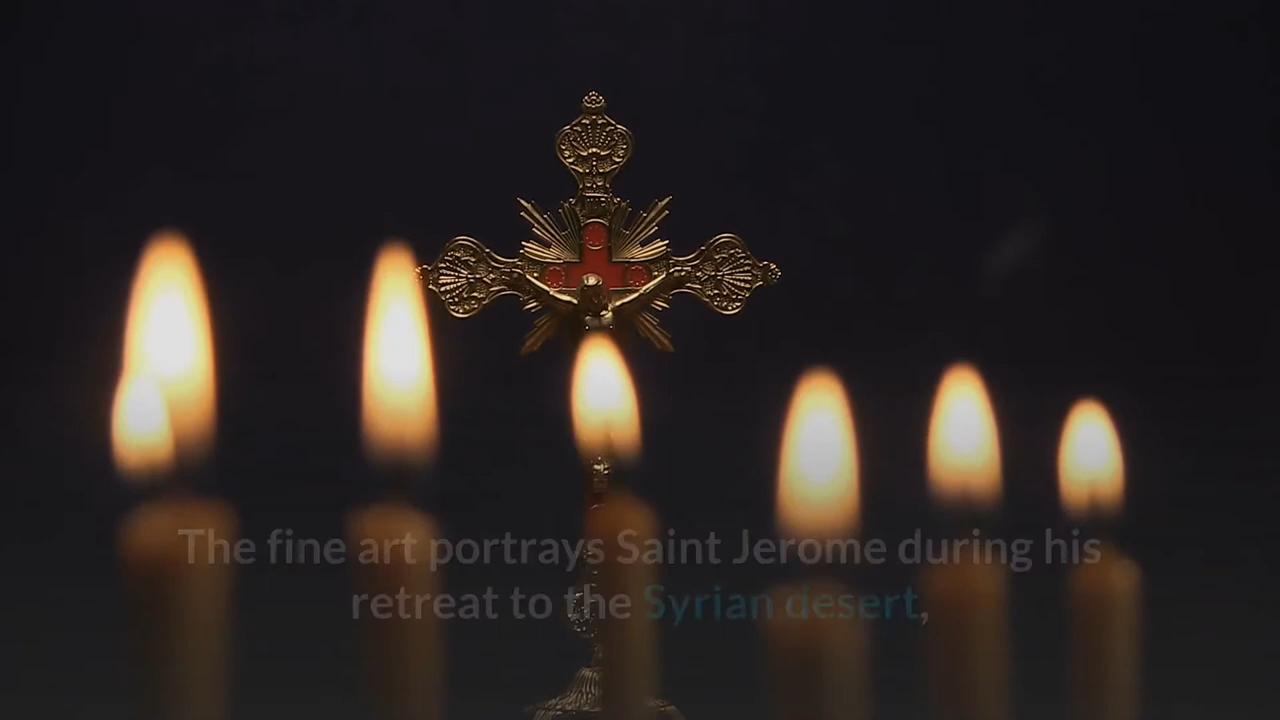 The fine art portrays Saint Jerome during his
retreat to the Syrian desert,